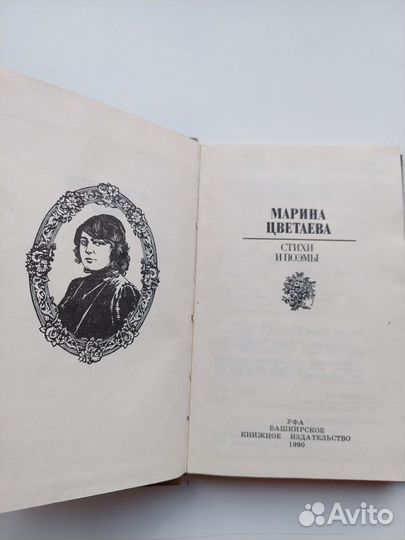 МАРИНА
ЦВЕТАЕВА
СТИХИ
И ПОЭМЫ
УФА
БАШКИРСКОЕ
КНИЖНОЕ ИЗДАТЕЛЬСТВО
1990
Avito